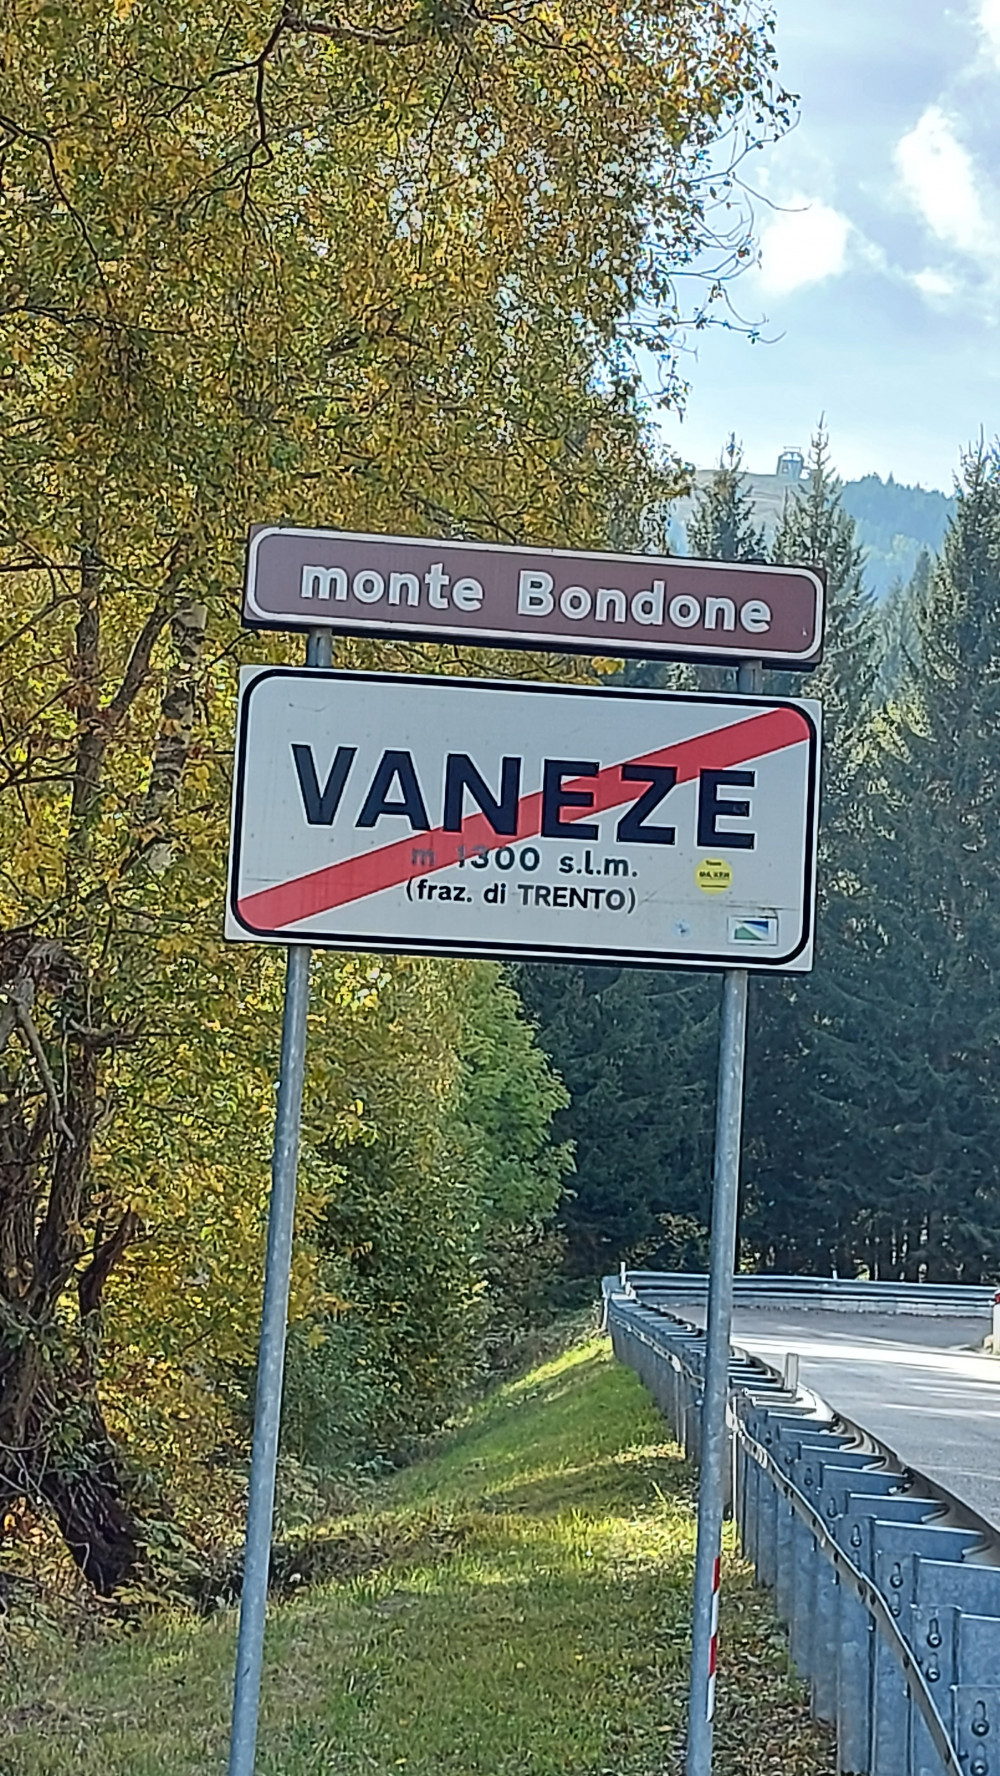 monte Bondone
VANEZE
m 1300 s.l.m.
(fraz. di TRENTO)